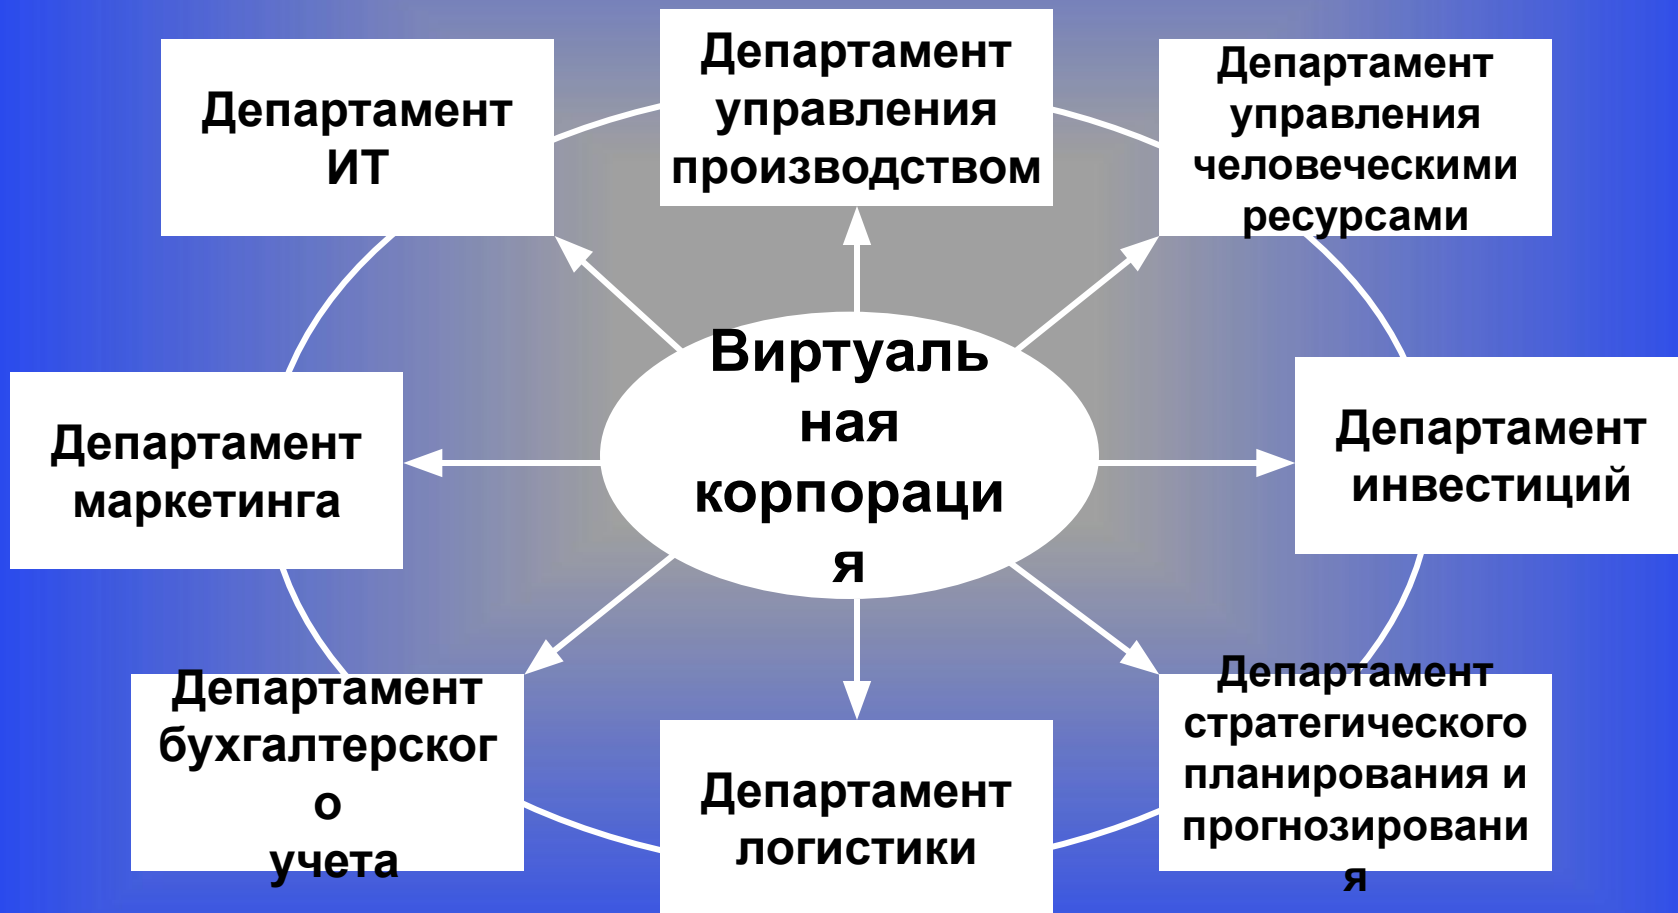 Департамент
ИТ
Департамент
управления
производством
Департамент
управления
человеческими
ресурсами
Департамент
маркетинга
Виртуаль
ная
корпораци
я
Департамент
инвестиций
Департамент
бухгалтерског
о
учета
Департамент
логистики
Департамент
стратегического
планирования и
прогнозировани
я